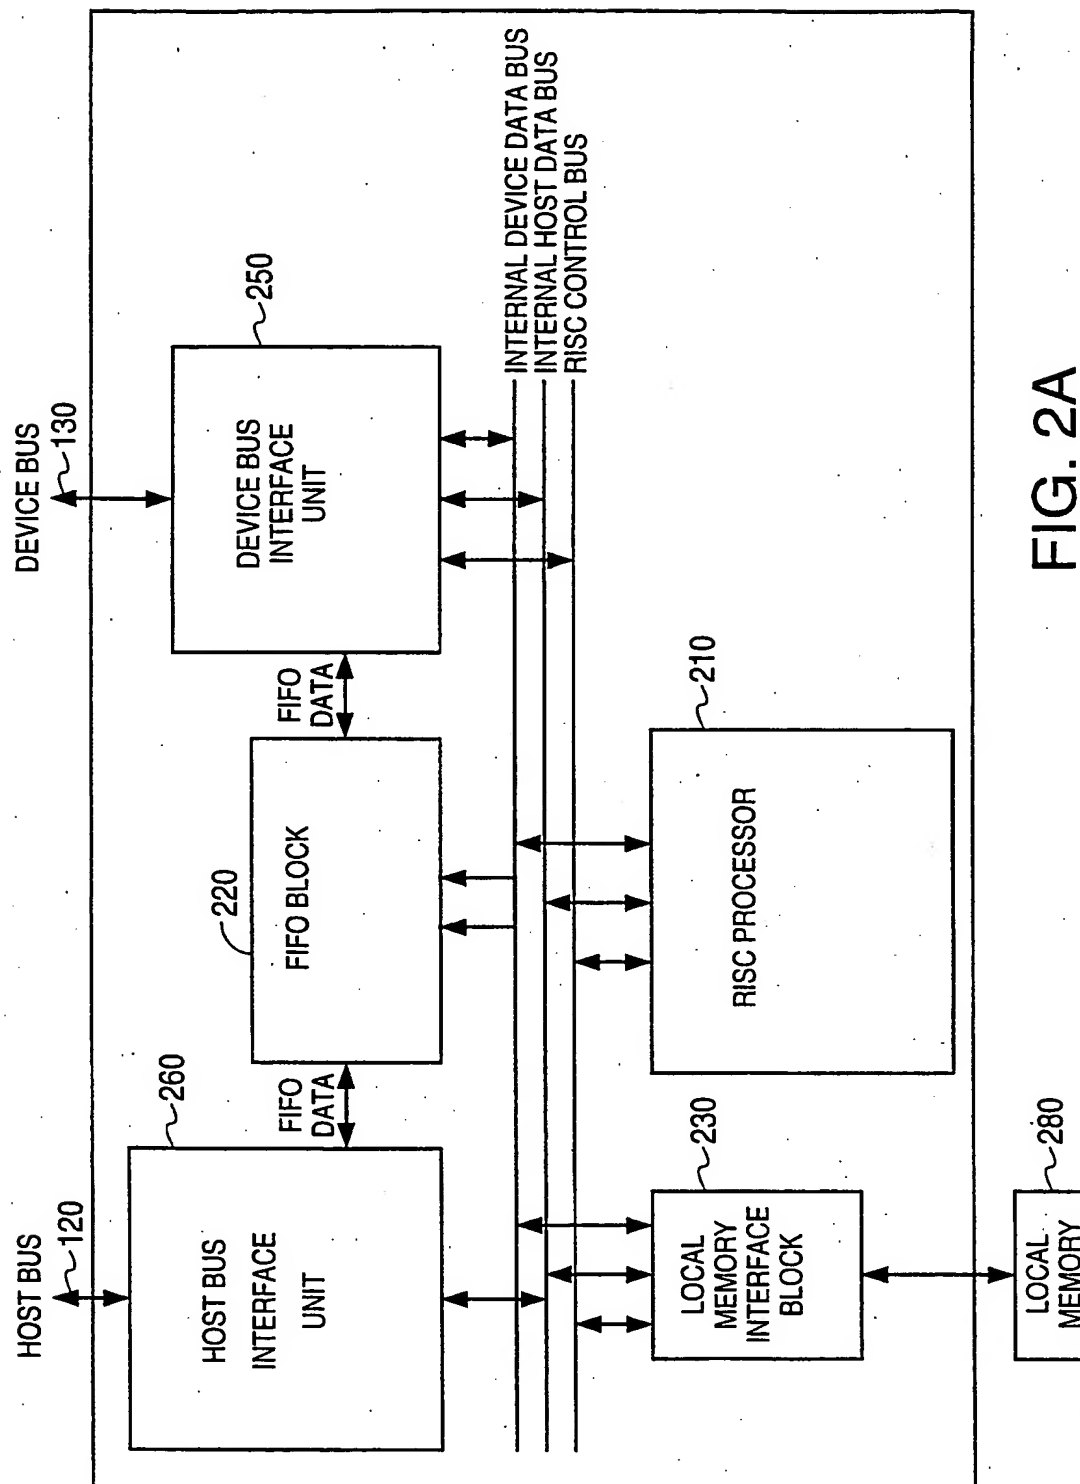 HOST BUS
120
DEVICE BUS
130
HOST BUS
INTERFACE
UNIT
260
FIFO
DATA
FIFO BLOCK
220
FIFO
DATA
DEVICE BUS
INTERFACE
UNIT
250
INTERNAL DEVICE DATA BUS
INTERNAL HOST DATA BUS
RISC CONTROL BUS
LOCAL
MEMORY
INTERFACE
BLOCK
230
RISC PROCESSOR
210
LOCAL
MEMORY
280
FIG. 2A